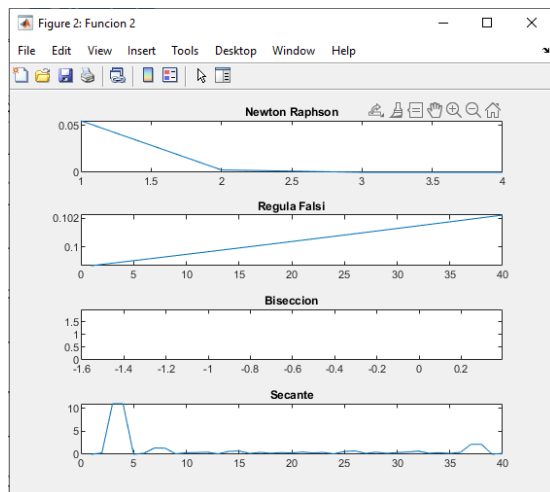 Figure 2: Funcion 2
File Edit View Insert Tools Desktop Window Help
Newton Raphson
0.05
0
1 1.5 2 2.5 3 3.5 4
Regula Falsi
0.102
0.1
0 5 10 15 20 25 30 35 40
Biseccion
1.5
1
0.5
0
-1.6 -1.4 -1.2 -1 -0.8 -0.6 -0.4 -0.2 0 0.2
Secante
10
5
0
0 5 10 15 20 25 30 35 40